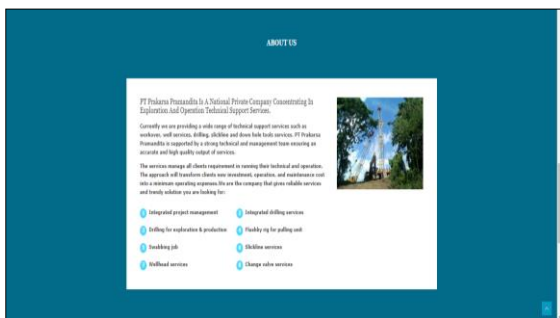 ABOUT US
PT Prakarsa Pramandita Is A National Private Company Concentrating In
Exploration And Operation Technical Support Services.
Currently we are providing a wide range of technical support services such as
workover, well services, drilling, slickline and down hole tools services. PT Prakarsa
Pramandita is supported by a strong technical and management team ensuring an
accurate and high quality output of services.
The services manage all clients requirement in running their technical and operation.
The approach will transform clients new investment, operation, and maintenance cost
into a minimum operating expenses.We are the company that gives reliable services
and trendy solution you are looking for:
Integrated project management
Integrated drilling services
Drilling for exploration & production
Flushby rig for pulling unit
Swabbing job
Slickline services
Wellhead services
Change valve services